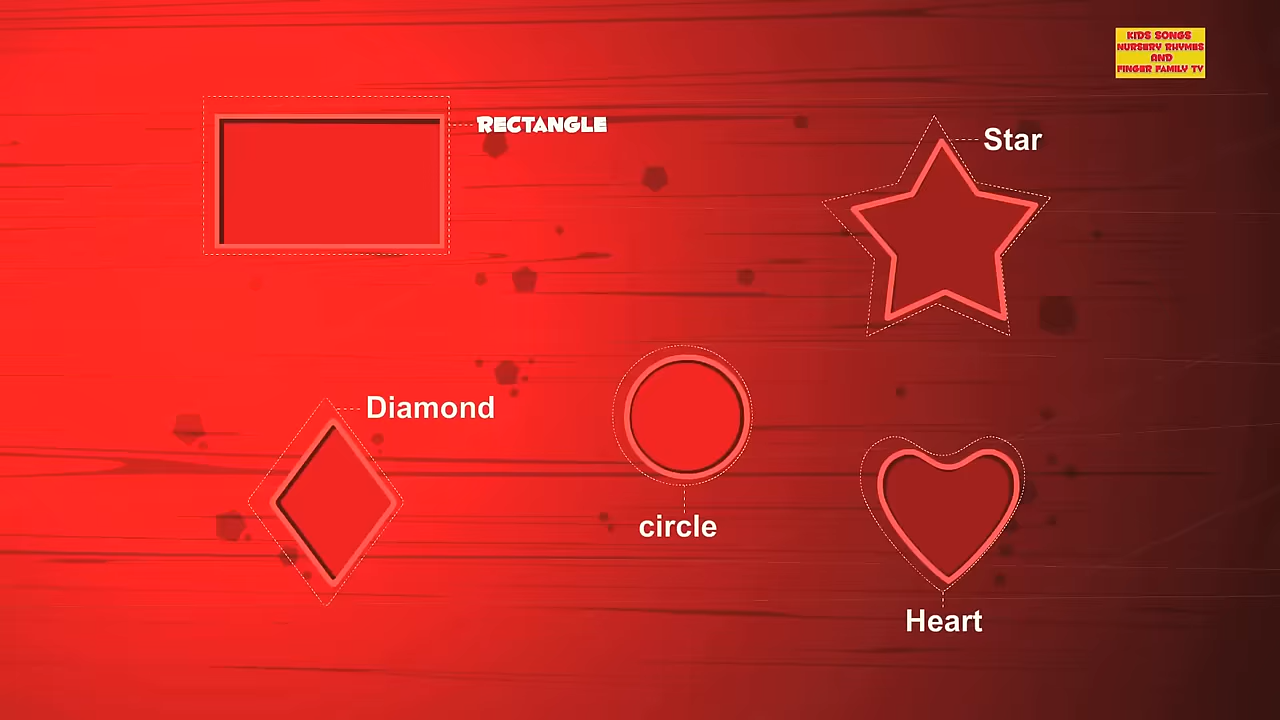 KIDS SONGS
NURSERY RHYMES
AND
FINGER FAMILY TV
RECTANGLE
Star
Diamond
circle
Heart